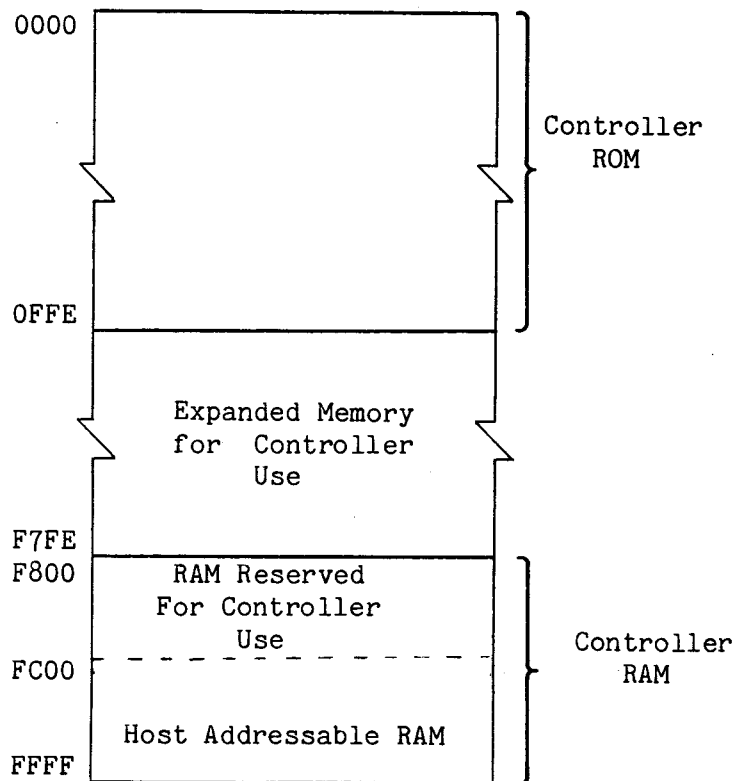 0000
Controller
ROM
0FFE
Expanded Memory
for Controller
Use
F7FE
F800
RAM Reserved
For Controller
Use
FC00
Controller
RAM
Host Addressable RAM
FFFF